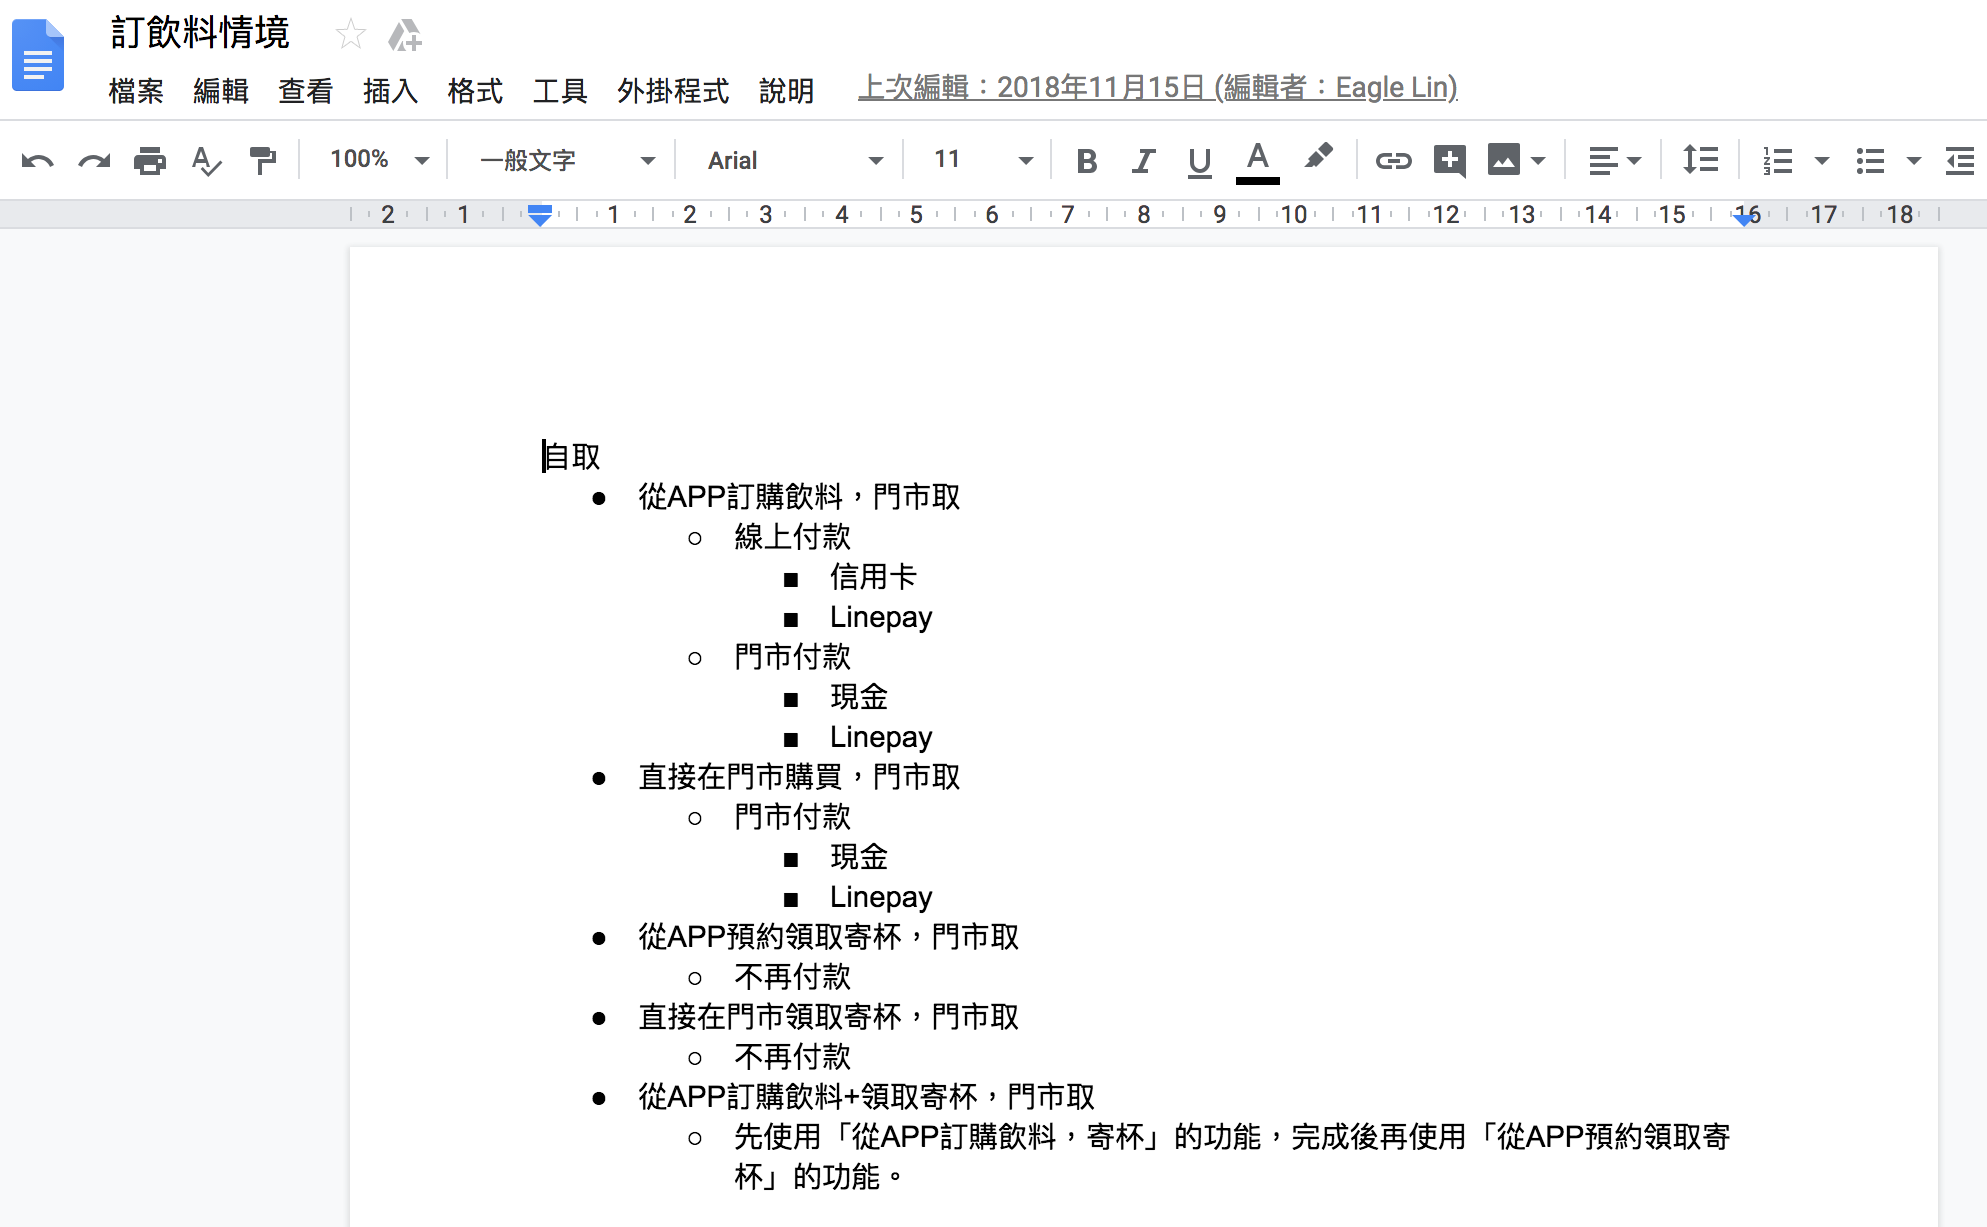 訂飲料情境
檔案 編輯 查看 插入 格式 工具 外掛程式 說明 上次編輯：2018年11月15日 (編輯者：Eagle Lin)
100% 一般文字 Arial 11 B I U A
2 1 1 2 3 4 5 6 7 8 9 10 11 12 13 14 15 16 17 18
自取
● 從APP訂購飲料，門市取
○ 線上付款
■ 信用卡
■ Linepay
○ 門市付款
■ 現金
■ Linepay
● 直接在門市購買，門市取
○ 門市付款
■ 現金
■ Linepay
● 從APP預約領取寄杯，門市取
○ 不再付款
● 直接在門市領取寄杯，門市取
○ 不再付款
● 從APP訂購飲料+領取寄杯，門市取
○ 先使用「從APP訂購飲料，寄杯」的功能，完成後再使用「從APP預約領取寄
杯」的功能。